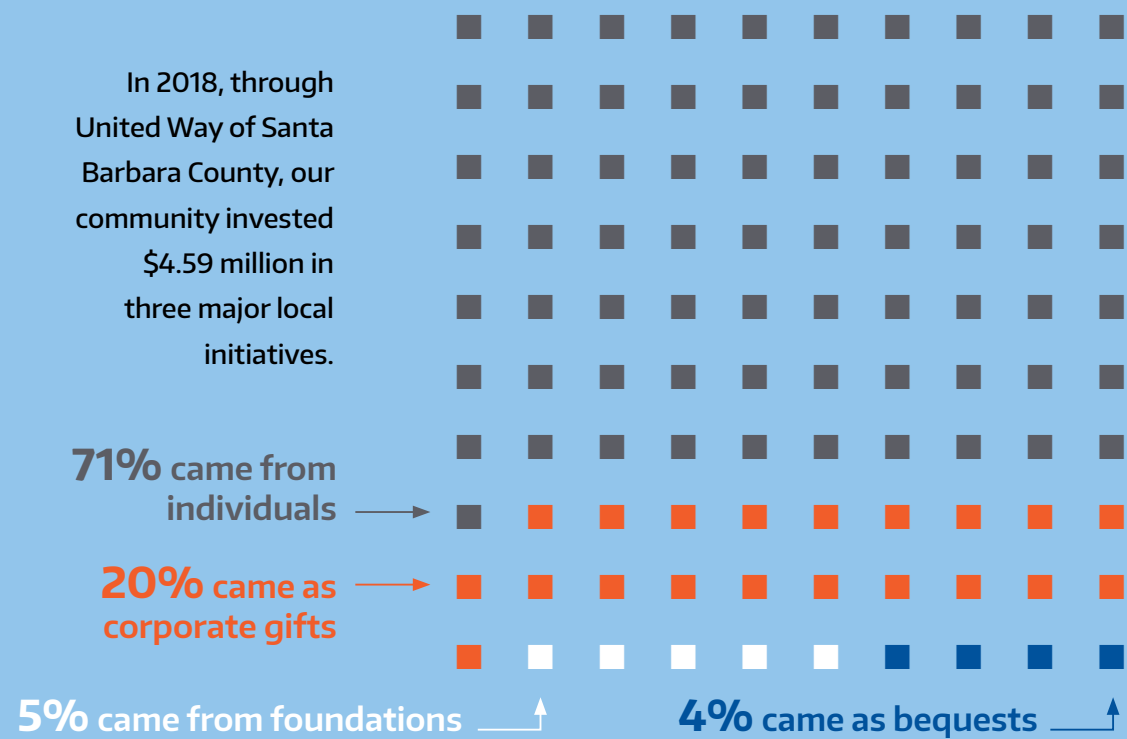 In 2018, through
United Way of Santa
Barbara County, our
community invested
$4.59 million in
three major local
initiatives.
71% came from
individuals
20% came as
corporate gifts
5% came from foundations
4% came as bequests